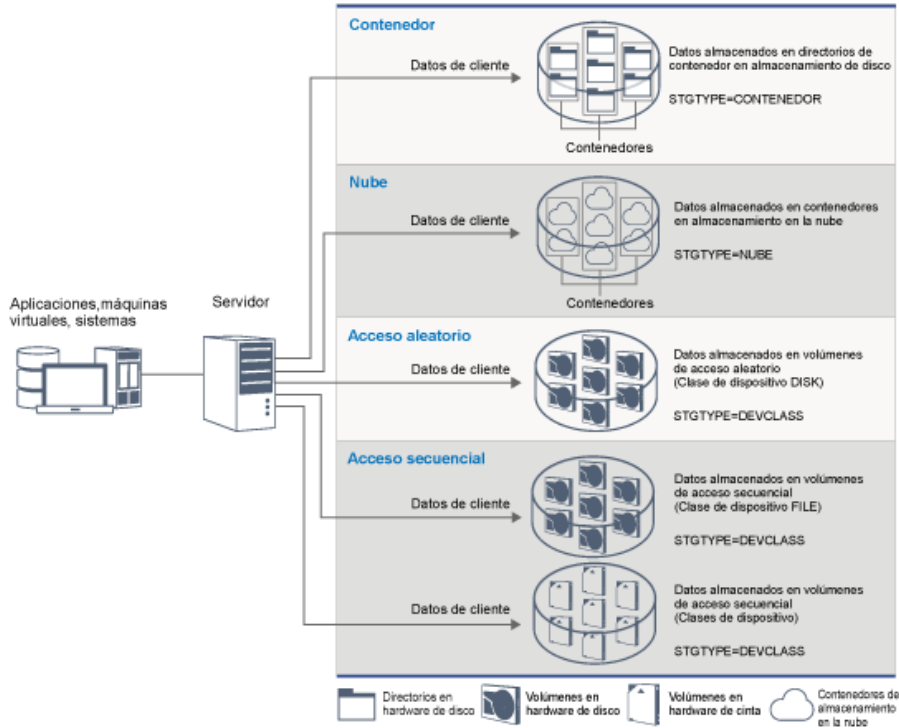 Contenedor
Datos de cliente
Datos almacenados en directorios de
contenedor en almacenamiento de disco
STGTYPE=CONTENEDOR
Contenedores
Nube
Datos de cliente
Datos almacenados en contenedores
en almacenamiento en la nube
STGTYPE=NUBE
Contenedores
Aplicaciones,máquinas
virtuales, sistemas
Servidor
Acceso aleatorio
Datos de cliente
Datos almacenados en volúmenes
de acceso aleatorio
(Clase de dispositivo DISK)
STGTYPE=DEVCLASS
Acceso secuencial
Datos de cliente
Datos almacenados en volúmenes
de acceso secuencial
(Clase de dispositivo FILE)
STGTYPE=DEVCLASS
Datos de cliente
Datos almacenados en volúmenes
de acceso secuencial
(Clases de dispositivo)
STGTYPE=DEVCLASS
Directorios en
hardware de disco
Volúmenes en
hardware de disco
Volúmenes en
hardware de cinta
Contenedores de
almacenamiento
en la nube